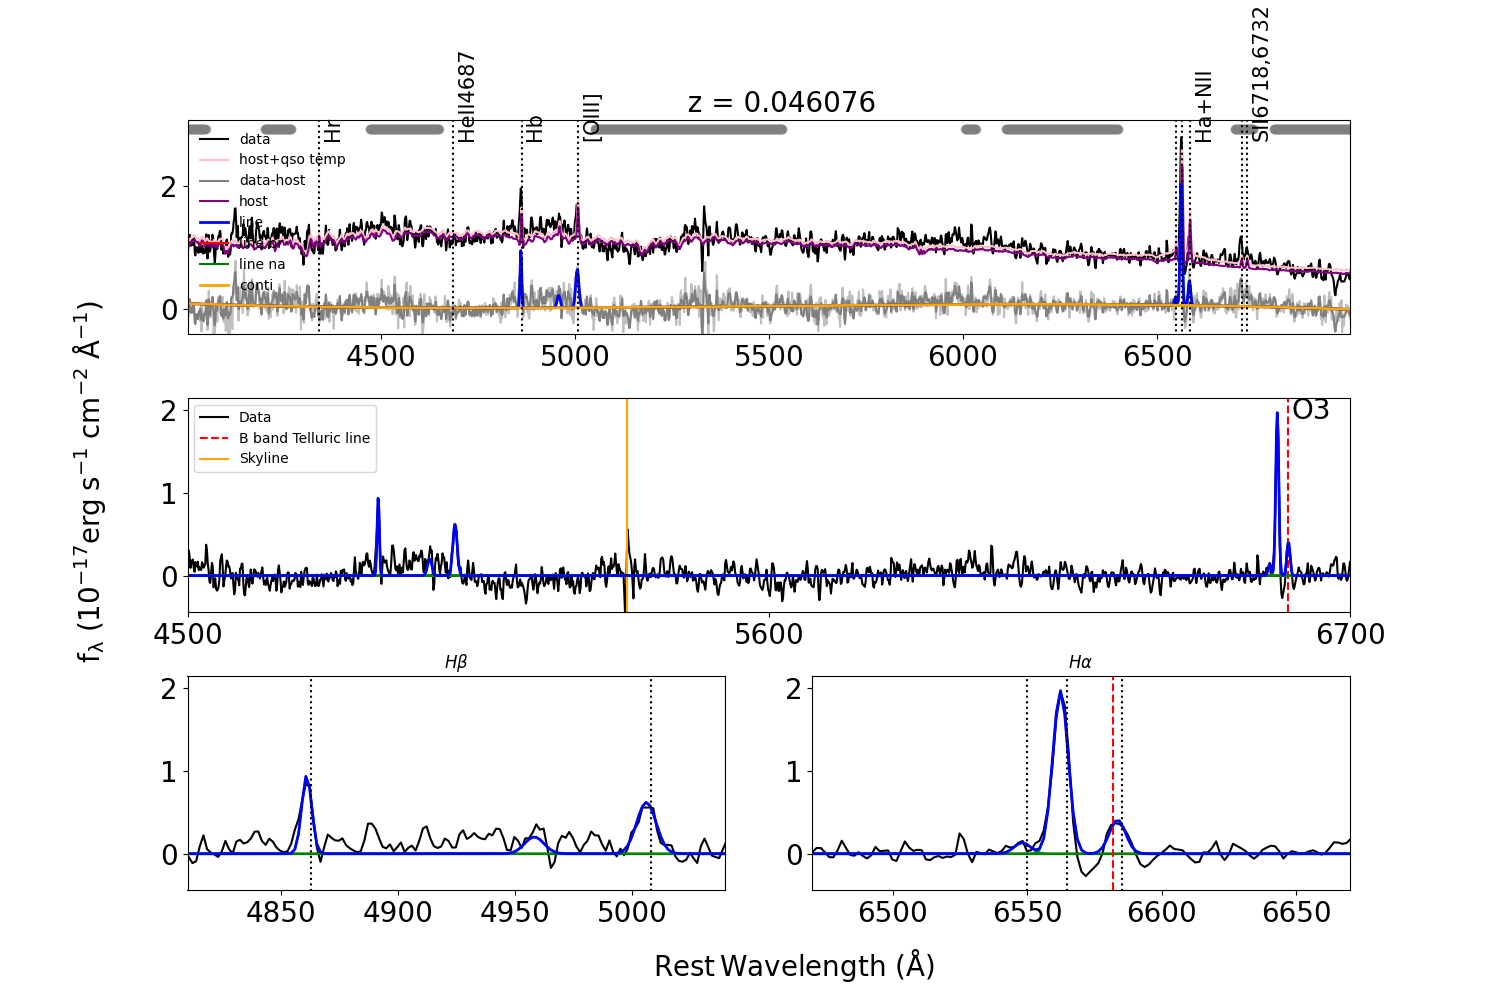 Hr
HeII4687
Hb
[OIII]
Ha+NII
SII6718,6732
z = 0.046076
data
host+qso temp
data-host
host
line
line na
conti
2
0
4500 5000 5500 6000 6500
f_λ (10^−17 erg s^−1 cm^−2 Å^−1)
Data
B band Telluric line
Skyline
O3
2
1
0
4500 5600 6700
Hβ
2
1
0
4850 4900 4950 5000
Hα
2
1
0
6500 6550 6600 6650
Rest Wavelength (Å)